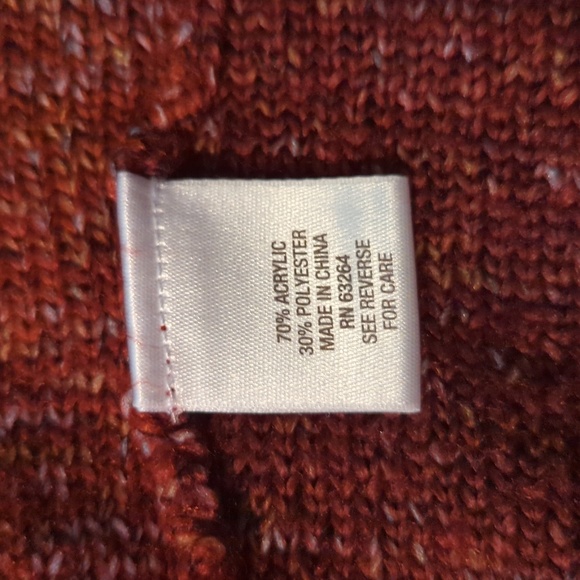 70% ACRYLIC
30% POLYESTER
MADE IN CHINA
RN 63264
SEE REVERSE
FOR CARE